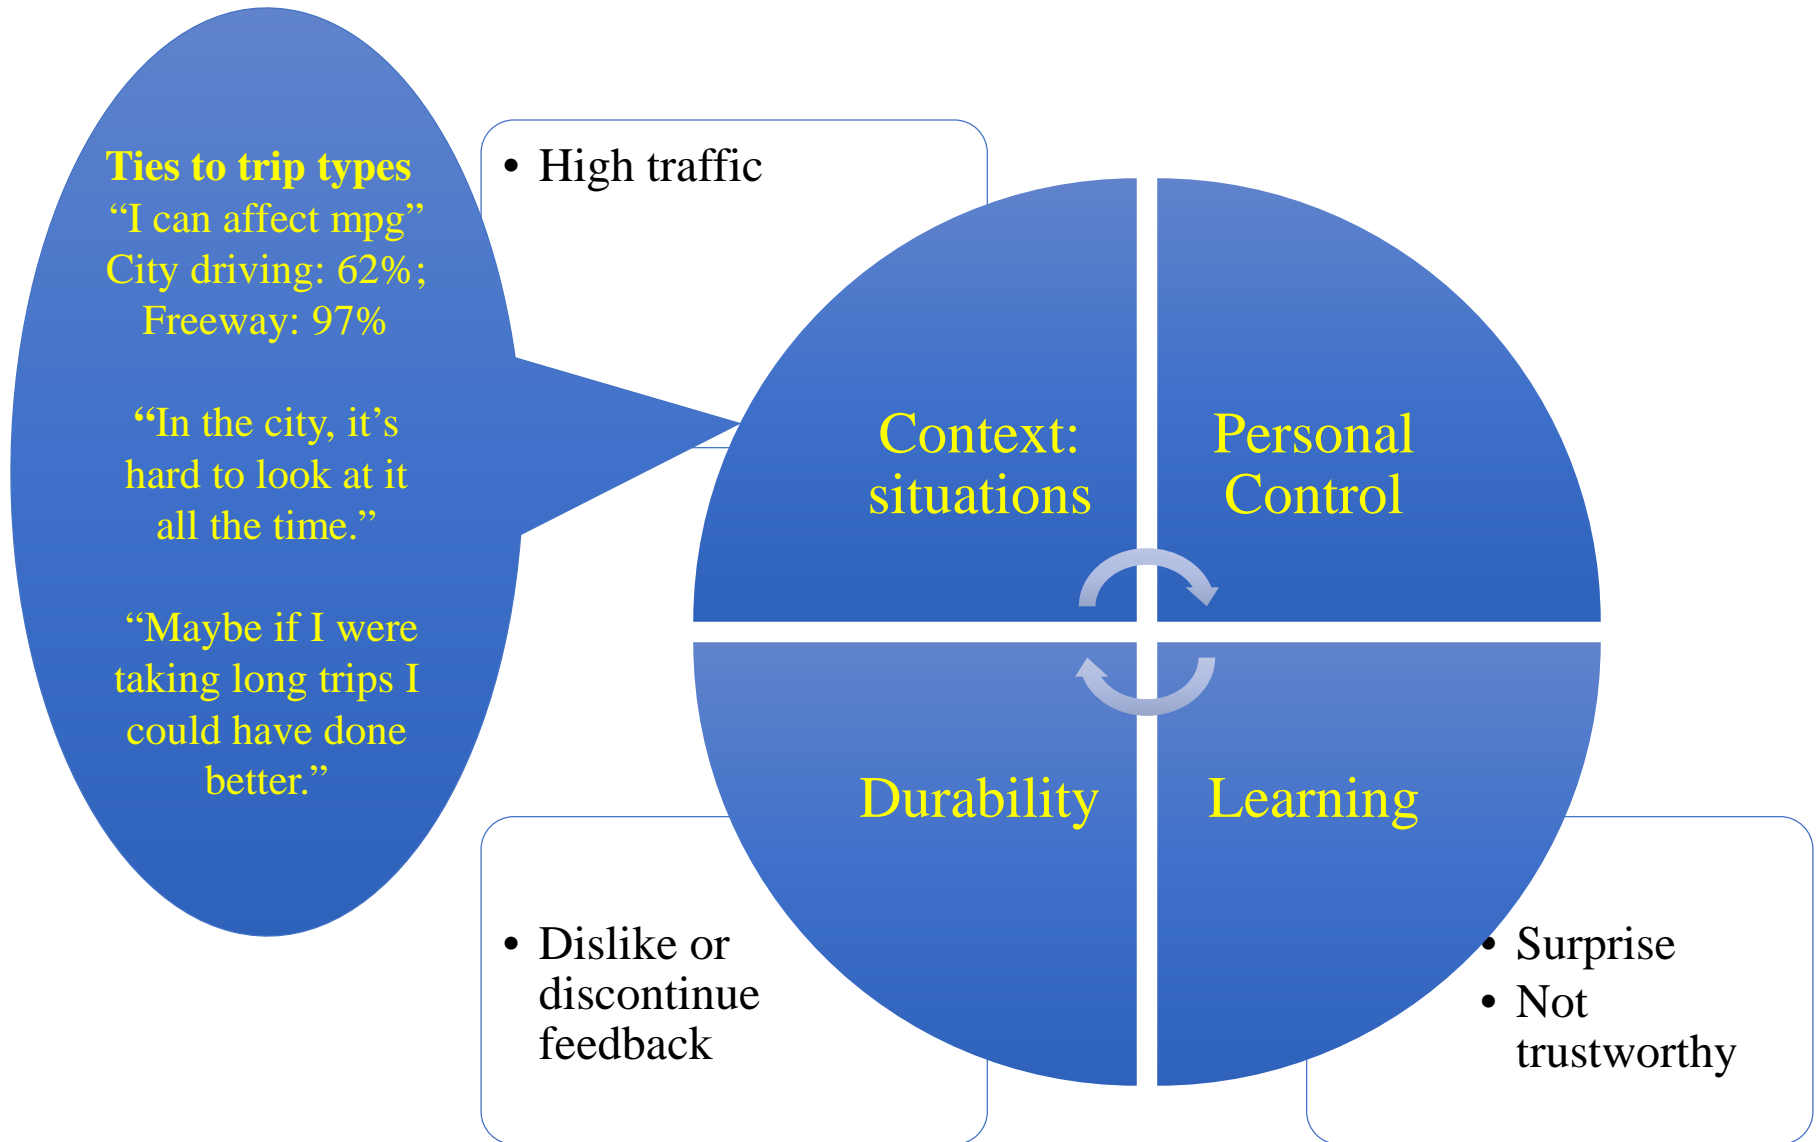 Ties to trip types
“I can affect mpg”
City driving: 62%;
Freeway: 97%
“In the city, it’s
hard to look at it
all the time.”
“Maybe if I were
taking long trips I
could have done
better.”
• High traffic
Context:
situations
Personal
Control
Durability
Learning
• Dislike or
discontinue
feedback
• Surprise
• Not
trustworthy